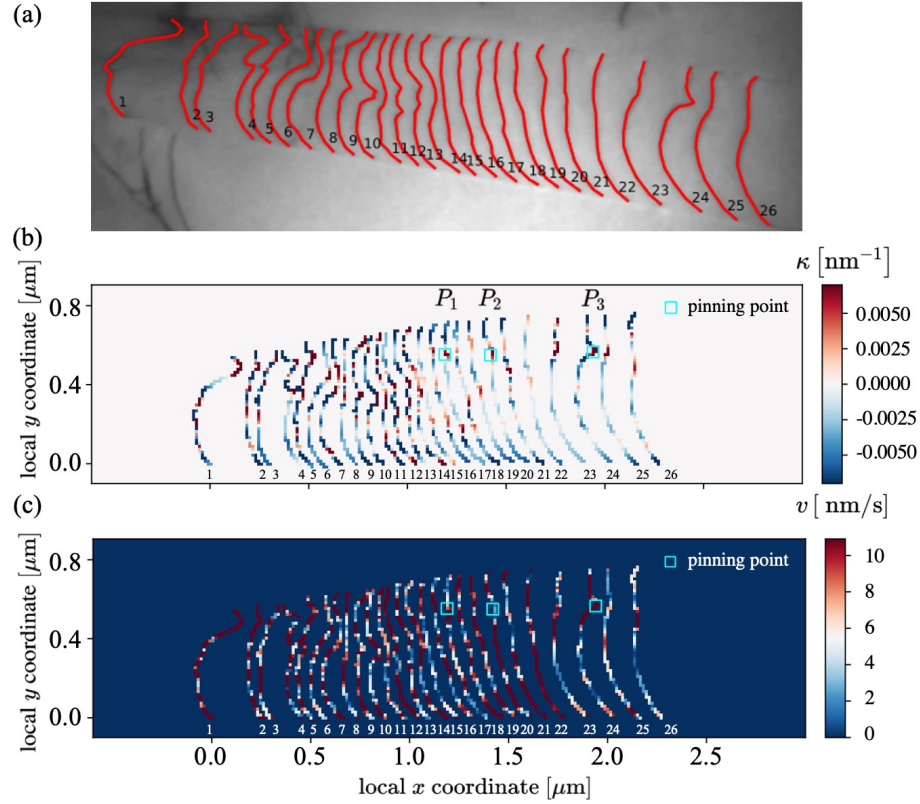 (a)
1 2 3 4 5 6 7 8 9 10 11 12 13 14 15 16 17 18 19 20 21 22 23 24 25 26
(b)
κ [nm⁻¹]
0.8
0.4
0.0
local y coordinate [μm]
P₁ P₂ P₃
pinning point
1 2 3 4 5 6 7 8 9 10 11 12 13 14 15 16 17 18 19 20 21 22 23 24 25 26
0.0050
0.0025
0.0000
-0.0025
-0.0050
(c)
v [ nm/s]
0.8
0.4
0.0
local y coordinate [μm]
pinning point
1 2 3 4 5 6 7 8 9 10 11 12 13 14 15 16 17 18 19 20 21 22 23 24 25 26
10
8
6
4
2
0
0.0 0.5 1.0 1.5 2.0 2.5
local x coordinate [μm]